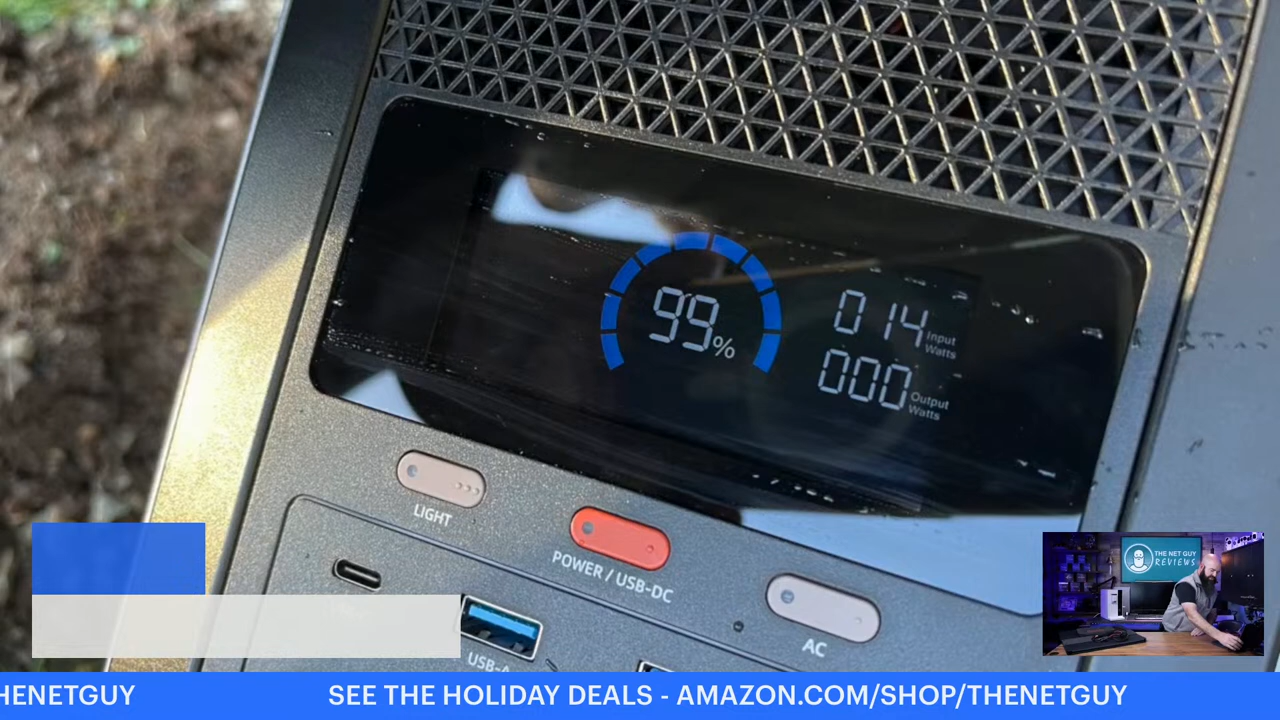 99%
014 Input Watts
000 Output Watts
LIGHT
POWER / USB-DC
AC
USB-A
THE NET GUY
REVIEWS
HENETGUY
SEE THE HOLIDAY DEALS - AMAZON.COM/SHOP/THENETGUY